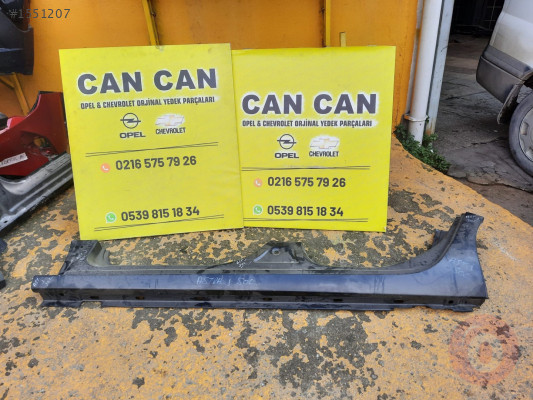 #1351207
CAN CAN
OPEL & CHEVROLET ORJİNAL YEDEK PARÇALARI
OPEL
CHEVROLET
0216 575 79 26
0539 815 18 34
CAN CAN
OPEL & CHEVROLET ORJİNAL YEDEK PARÇALARI
OPEL
CHEVROLET
0216 575 79 26
0539 815 18 34